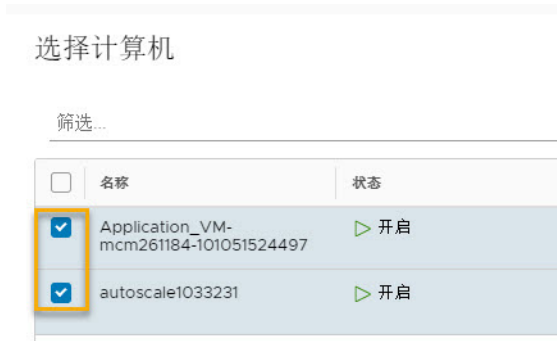 选择计算机
筛选...
名称 状态
Application_VM-
mcm261184-101051524497 开启
autoscale1033231 开启